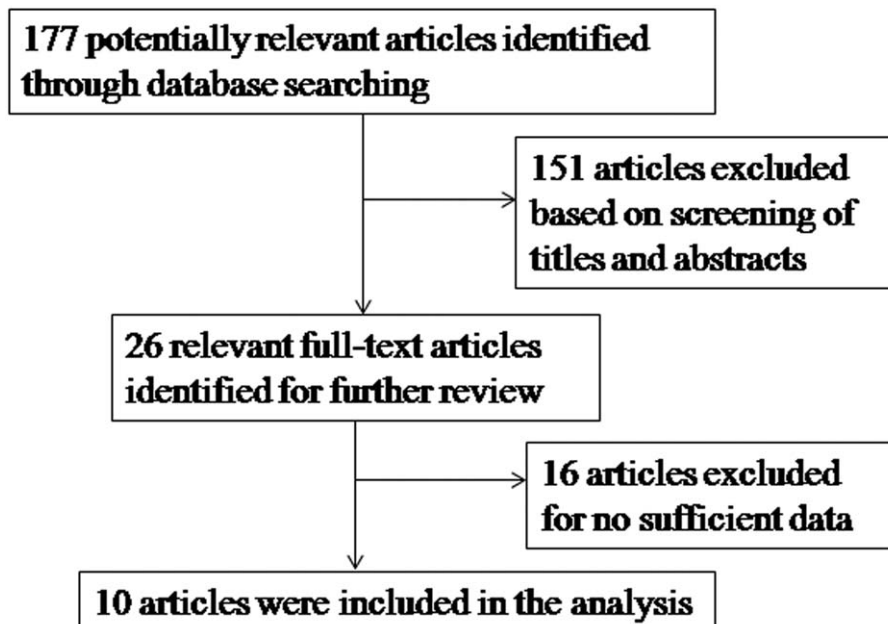 177 potentially relevant articles identified
through database searching
151 articles excluded
based on screening of
titles and abstracts
26 relevant full-text articles
identified for further review
16 articles excluded
for no sufficient data
10 articles were included in the analysis